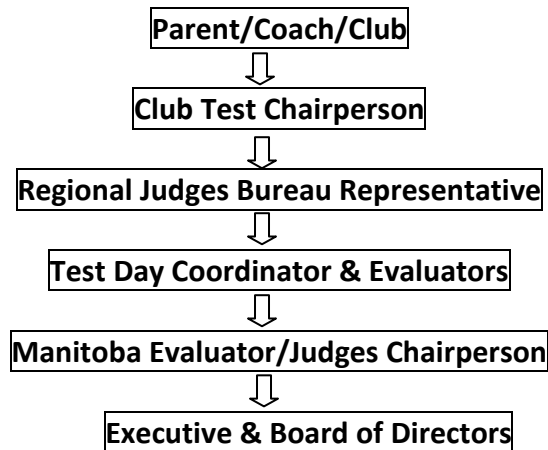 Parent/Coach/Club
Club Test Chairperson
Regional Judges Bureau Representative
Test Day Coordinator & Evaluators
Manitoba Evaluator/Judges Chairperson
Executive & Board of Directors